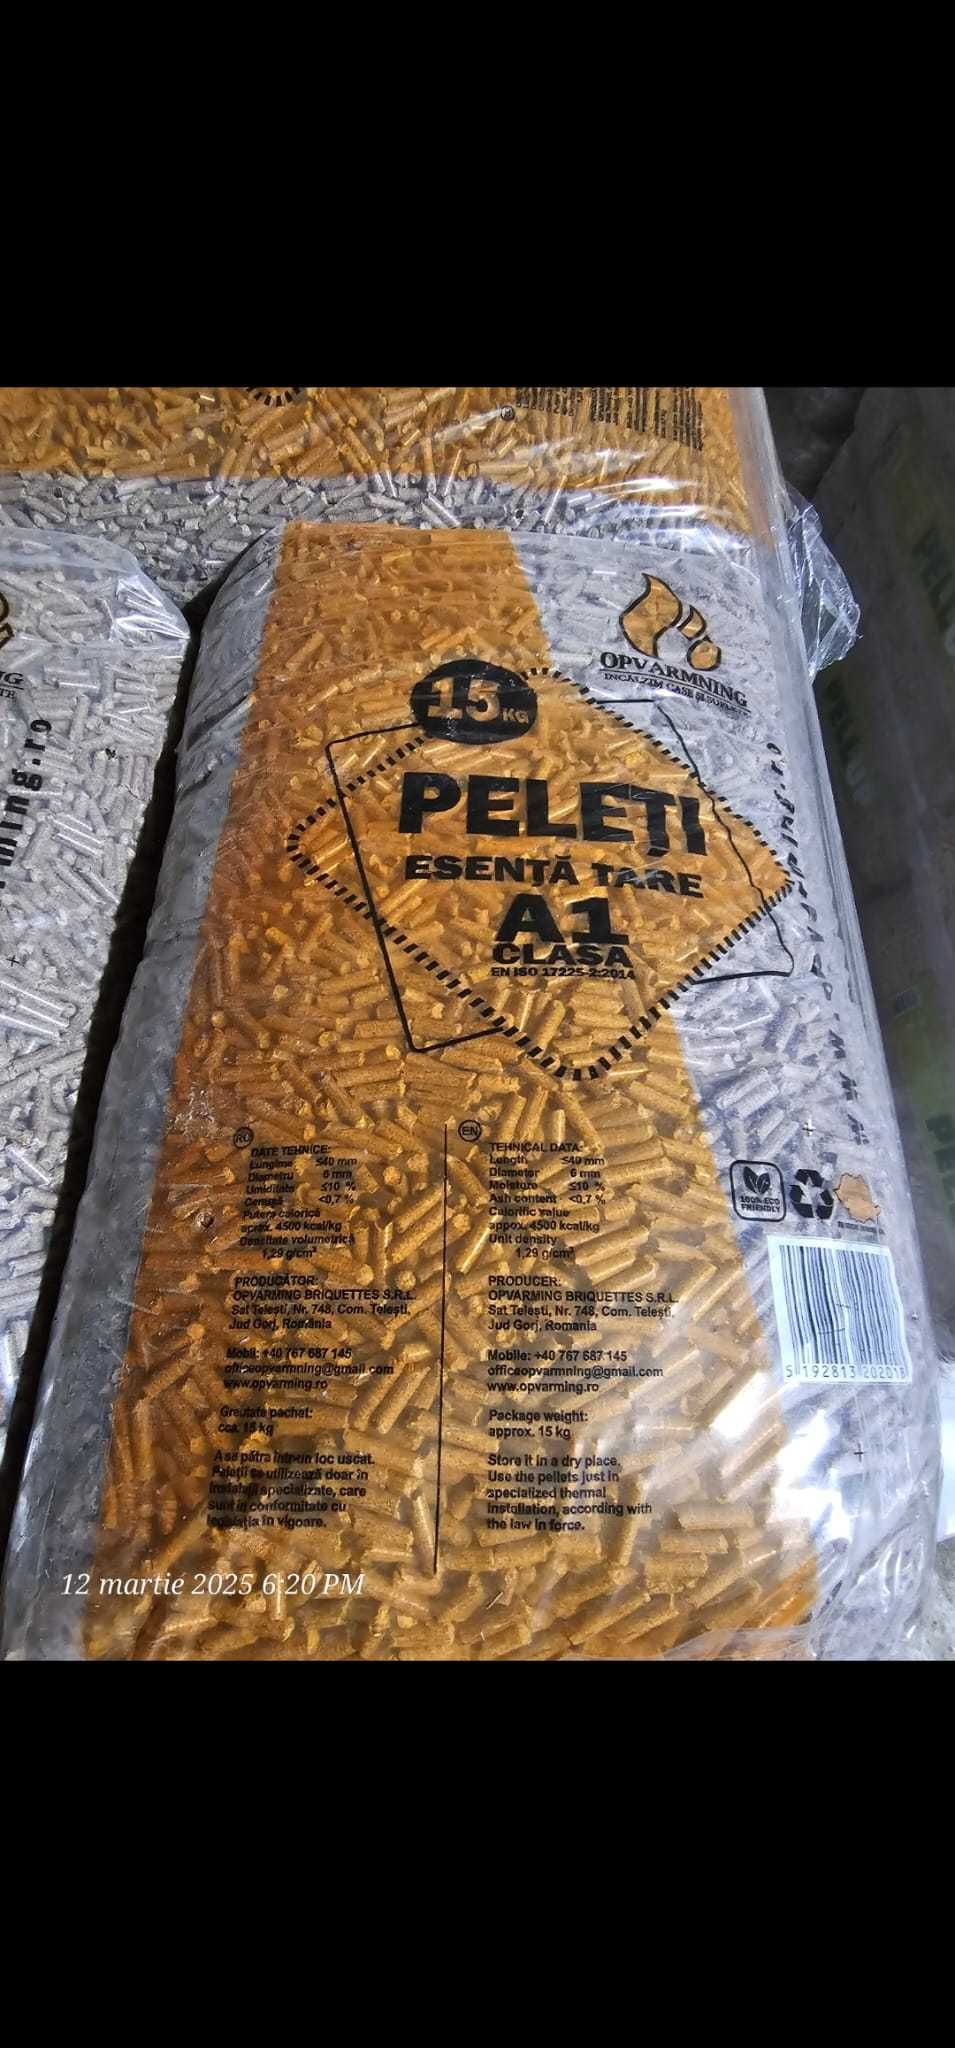 OPVARMNING
15 KG
PELEȚI
ESENȚĂ TARE
A1
CLASA
EN ISO 17225-2:2014
RO
DATE TEHNICE:
Lungime ≤40 mm
Diametru 6 mm
Umiditate ≤10 %
Cenușă <0,7 %
Putere calorică
aprox. 4500 kcal/kg
Densitate volumetrică
1,29 g/cm³
PRODUCĂTOR:
OPVARMING BRIQUETTES S.R.L.
Sat Telești, Nr. 748, Com. Telești,
Jud Gorj, România
Mobil: +40 767 687 145
officeopvarmning@gmail.com
www.opvarming.ro
Greutate pachet:
cca. 15 kg
A se pătra într-un loc uscat.
Peleții se utilizează doar în
instalații specializate, care
sunt în conformitate cu
legislația în vigoare.
EN
TEHNICAL DATA:
Length ≤40 mm
Diameter 6 mm
Moisture ≤10 %
Ash content <0,7 %
Calorific value
appox. 4500 kcal/kg
Unit density
1,29 g/cm³
PRODUCER:
OPVARMING BRIQUETTES S.R.L.
Sat Telesti, Nr. 748, Com. Telești,
Jud Gorj, Romania
Mobile: +40 767 687 145
officeopvarmning@gmail.com
www.opvarming.ro
Package weight:
approx. 15 kg
Store it in a dry place.
Use the pellets just in
specialized thermal
installation, according with
the law in force.
100% ECO
FRIENDLY
5 192813 202018
ming.ro
12 martie 2025 6:20 PM